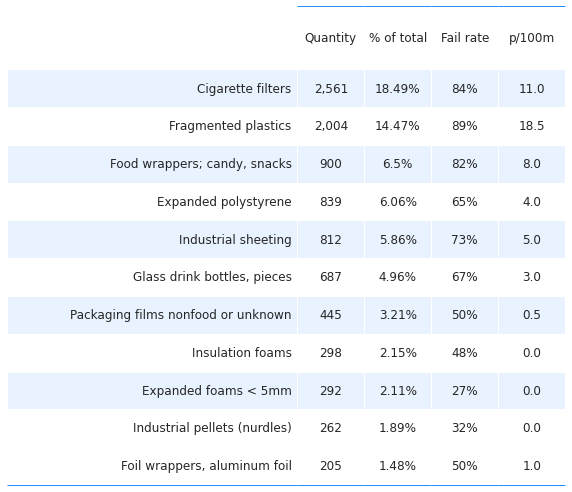 Quantity % of total Fail rate p/100m
Cigarette filters 2,561 18.49% 84% 11.0
Fragmented plastics 2,004 14.47% 89% 18.5
Food wrappers; candy, snacks 900 6.5% 82% 8.0
Expanded polystyrene 839 6.06% 65% 4.0
Industrial sheeting 812 5.86% 73% 5.0
Glass drink bottles, pieces 687 4.96% 67% 3.0
Packaging films nonfood or unknown 445 3.21% 50% 0.5
Insulation foams 298 2.15% 48% 0.0
Expanded foams < 5mm 292 2.11% 27% 0.0
Industrial pellets (nurdles) 262 1.89% 32% 0.0
Foil wrappers, aluminum foil 205 1.48% 50% 1.0